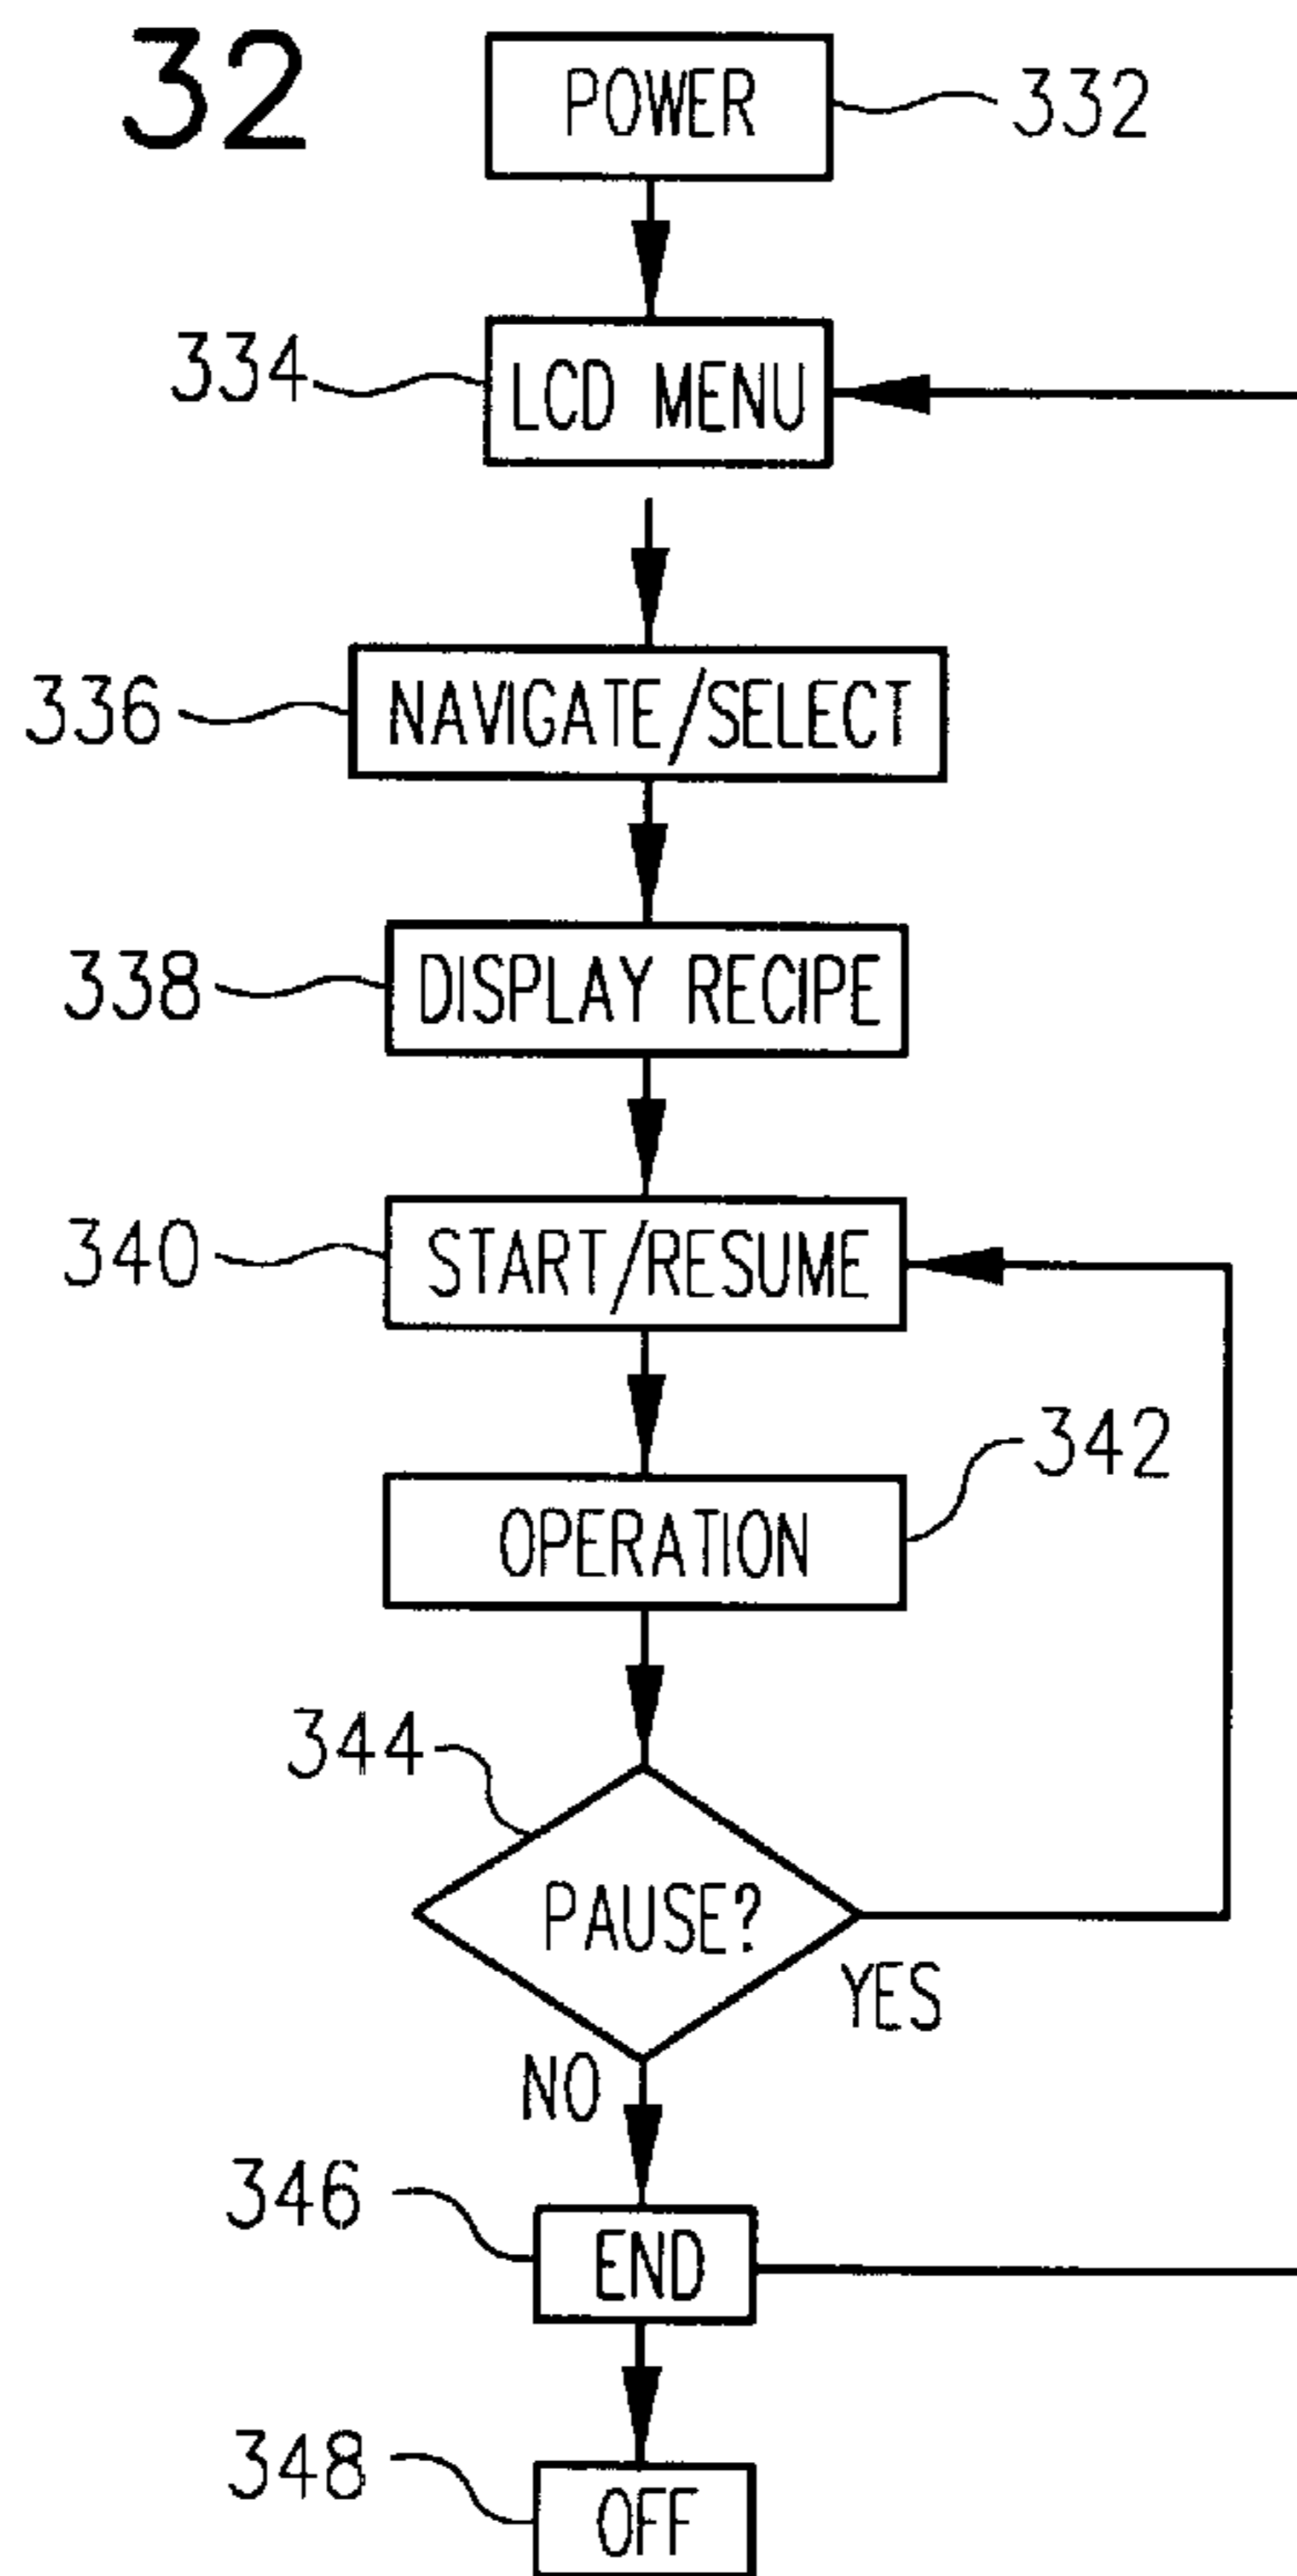 32
POWER
332
334
LCD MENU
336
NAVIGATE/SELECT
338
DISPLAY RECIPE
340
START/RESUME
342
OPERATION
344
PAUSE?
YES
NO
346
END
348
OFF